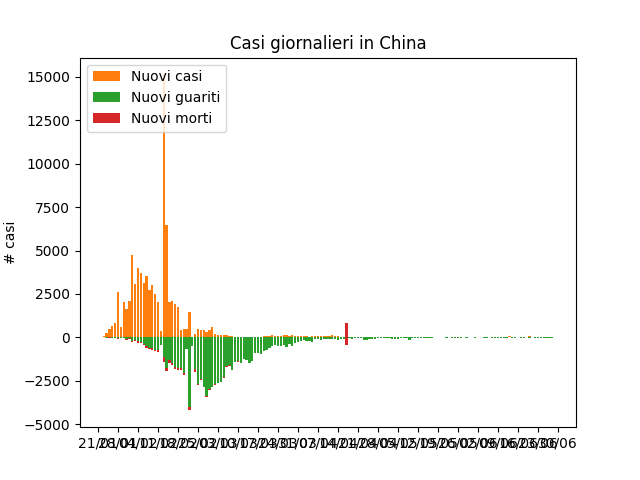 Casi giornalieri in China
Nuovi casi
Nuovi guariti
Nuovi morti
# casi
15000
12500
10000
7500
5000
2500
0
−2500
−5000